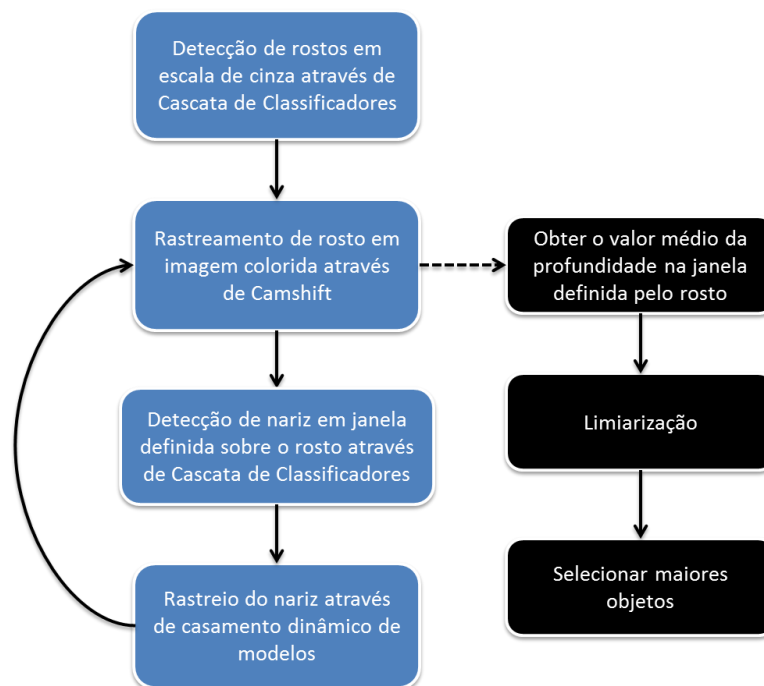 Detecção de rostos em
escala de cinza através de
Cascata de Classificadores
Rastreamento de rosto em
imagem colorida através
de Camshift
Obter o valor médio da
profundidade na janela
definida pelo rosto
Detecção de nariz em janela
definida sobre o rosto através
de Cascata de Classificadores
Limiarização
Rastreio do nariz através
de casamento dinâmico de
modelos
Selecionar maiores
objetos